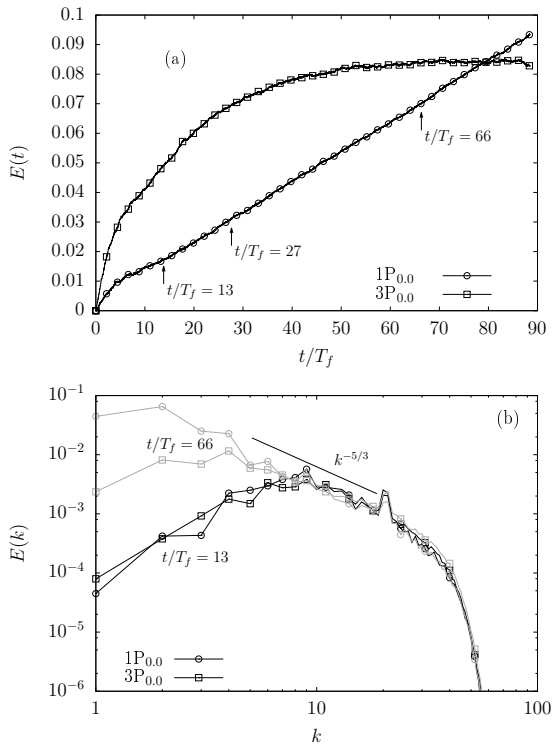 0.1
0.09
0.08
0.07
0.06
0.05
0.04
0.03
0.02
0.01
0
E(t)
(a)
t/T_f = 66
t/T_f = 27
t/T_f = 13
1P_{0.0}
3P_{0.0}
0 10 20 30 40 50 60 70 80 90
t/T_f
10^{-1}
10^{-2}
10^{-3}
10^{-4}
10^{-5}
10^{-6}
E(k)
(b)
k^{-5/3}
t/T_f = 66
t/T_f = 13
1P_{0.0}
3P_{0.0}
1 10 100
k